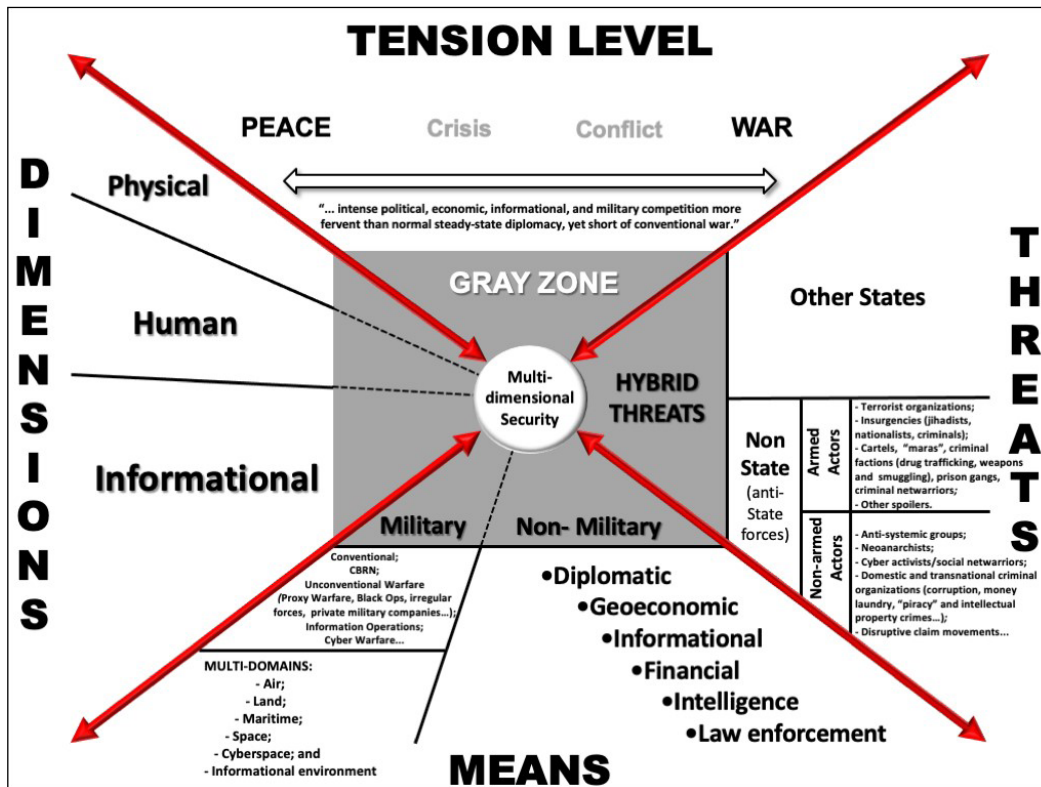 TENSION LEVEL
PEACE Crisis Conflict WAR
“... intense political, economic, informational, and military competition more
fervent than normal steady-state diplomacy, yet short of conventional war.”
DIMENSIONS
Physical
Human
Informational
GRAY ZONE
Multi-
dimensional
Security
HYBRID
THREATS
Military
Non- Military
THREATS
Other States
Non
State
(anti-
State
forces)
Armed
Actors
- Terrorist organizations;
- Insurgencies (jihadists,
nationalists, criminals);
- Cartels, “maras”, criminal
factions (drug trafficking, weapons
and smuggling), prison gangs,
criminal netwarriors;
- Other spoilers.
Non-armed
Actors
- Anti-systemic groups;
- Neoanarchists;
- Cyber activists/social netwarriors;
- Domestic and transnational criminal
organizations (corruption, money
laundry, “piracy” and intellectual
property crimes...);
- Disruptive claim movements...
Conventional;
CBRN;
Unconventional Warfare
(Proxy Warfare, Black Ops, irregular
forces, private military companies...);
Information Operations;
Cyber Warfare...
MULTI-DOMAINS:
- Air;
- Land;
- Maritime;
- Space;
- Cyberspace; and
- Informational environment
•Diplomatic
•Geoeconomic
•Informational
•Financial
•Intelligence
•Law enforcement
MEANS